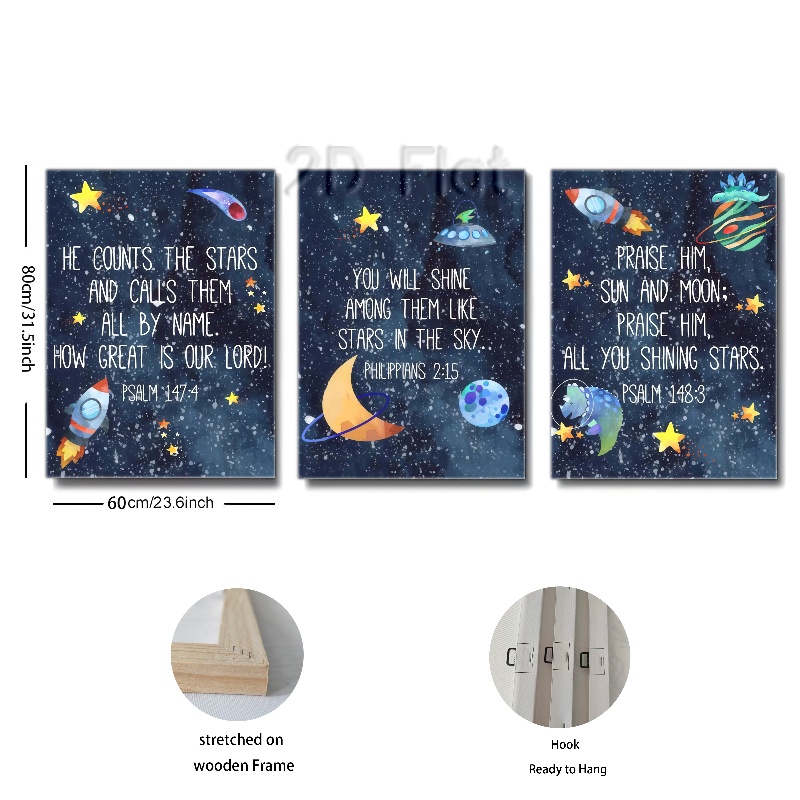 2D Flat
HE COUNTS THE STARS
AND CALLS THEM
ALL BY NAME.
HOW GREAT IS OUR LORD!
PSALM 147:4
YOU WILL SHINE
AMONG THEM LIKE
STARS IN THE SKY..
PHILIPPIANS 2:15
PRAISE HIM,
SUN AND MOON;
PRAISE HIM,
ALL YOU SHINING STARS.
PSALM 148:3
80cm/31.5inch
60cm/23.6inch
stretched on
wooden Frame
Hook
Ready to Hang